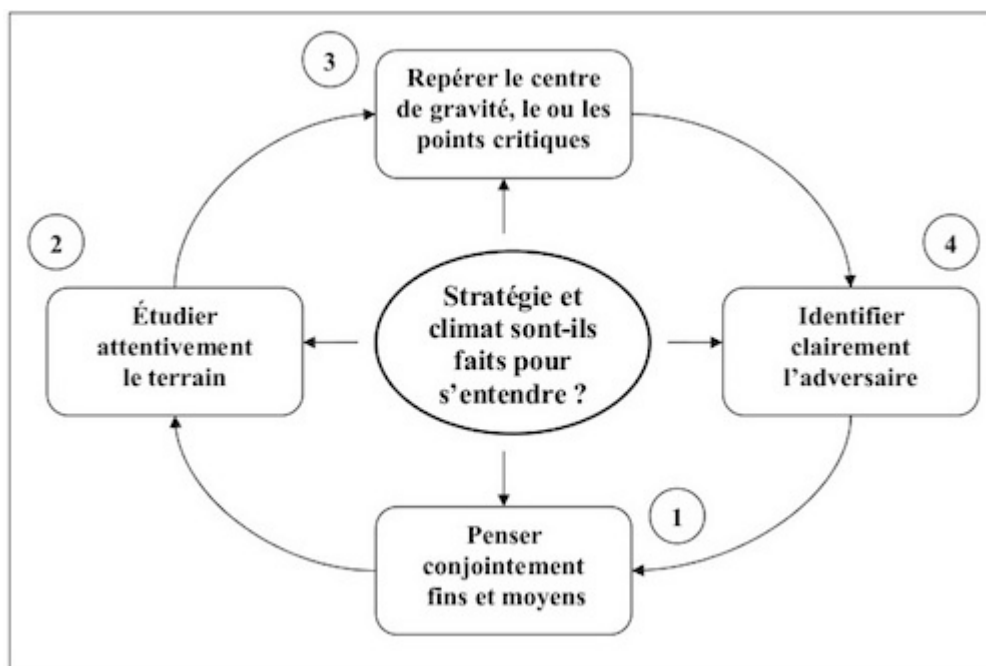 3
Repérer le centre
de gravité, le ou les
points critiques
2
4
Étudier
attentivement
le terrain
Stratégie et
climat sont-ils
faits pour
s'entendre ?
Identifier
clairement
l'adversaire
1
Penser
conjointement
fins et moyens